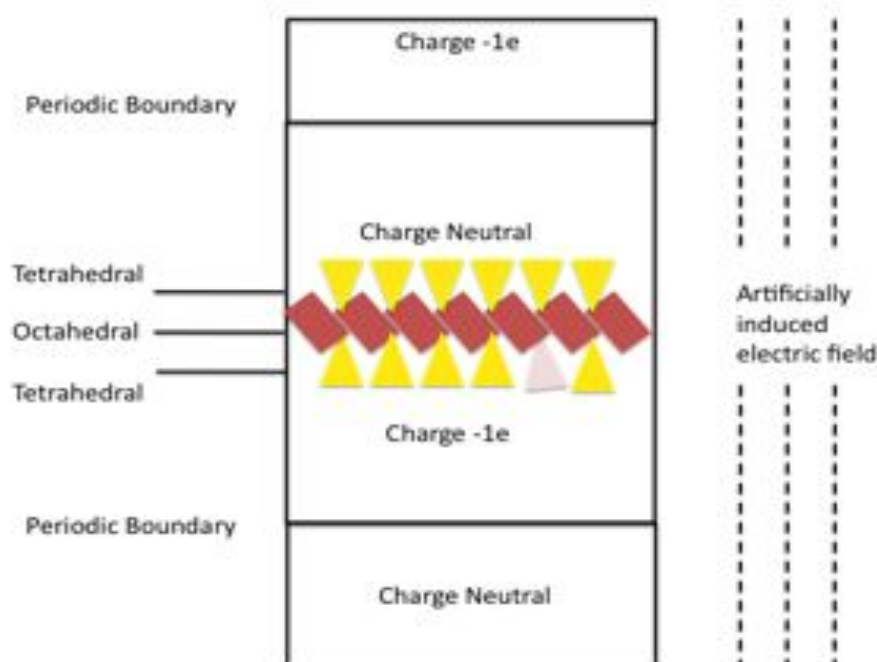 Charge -1e
Periodic Boundary
Charge Neutral
Tetrahedral
Octahedral
Tetrahedral
Artificially
induced
electric field
Charge -1e
Periodic Boundary
Charge Neutral